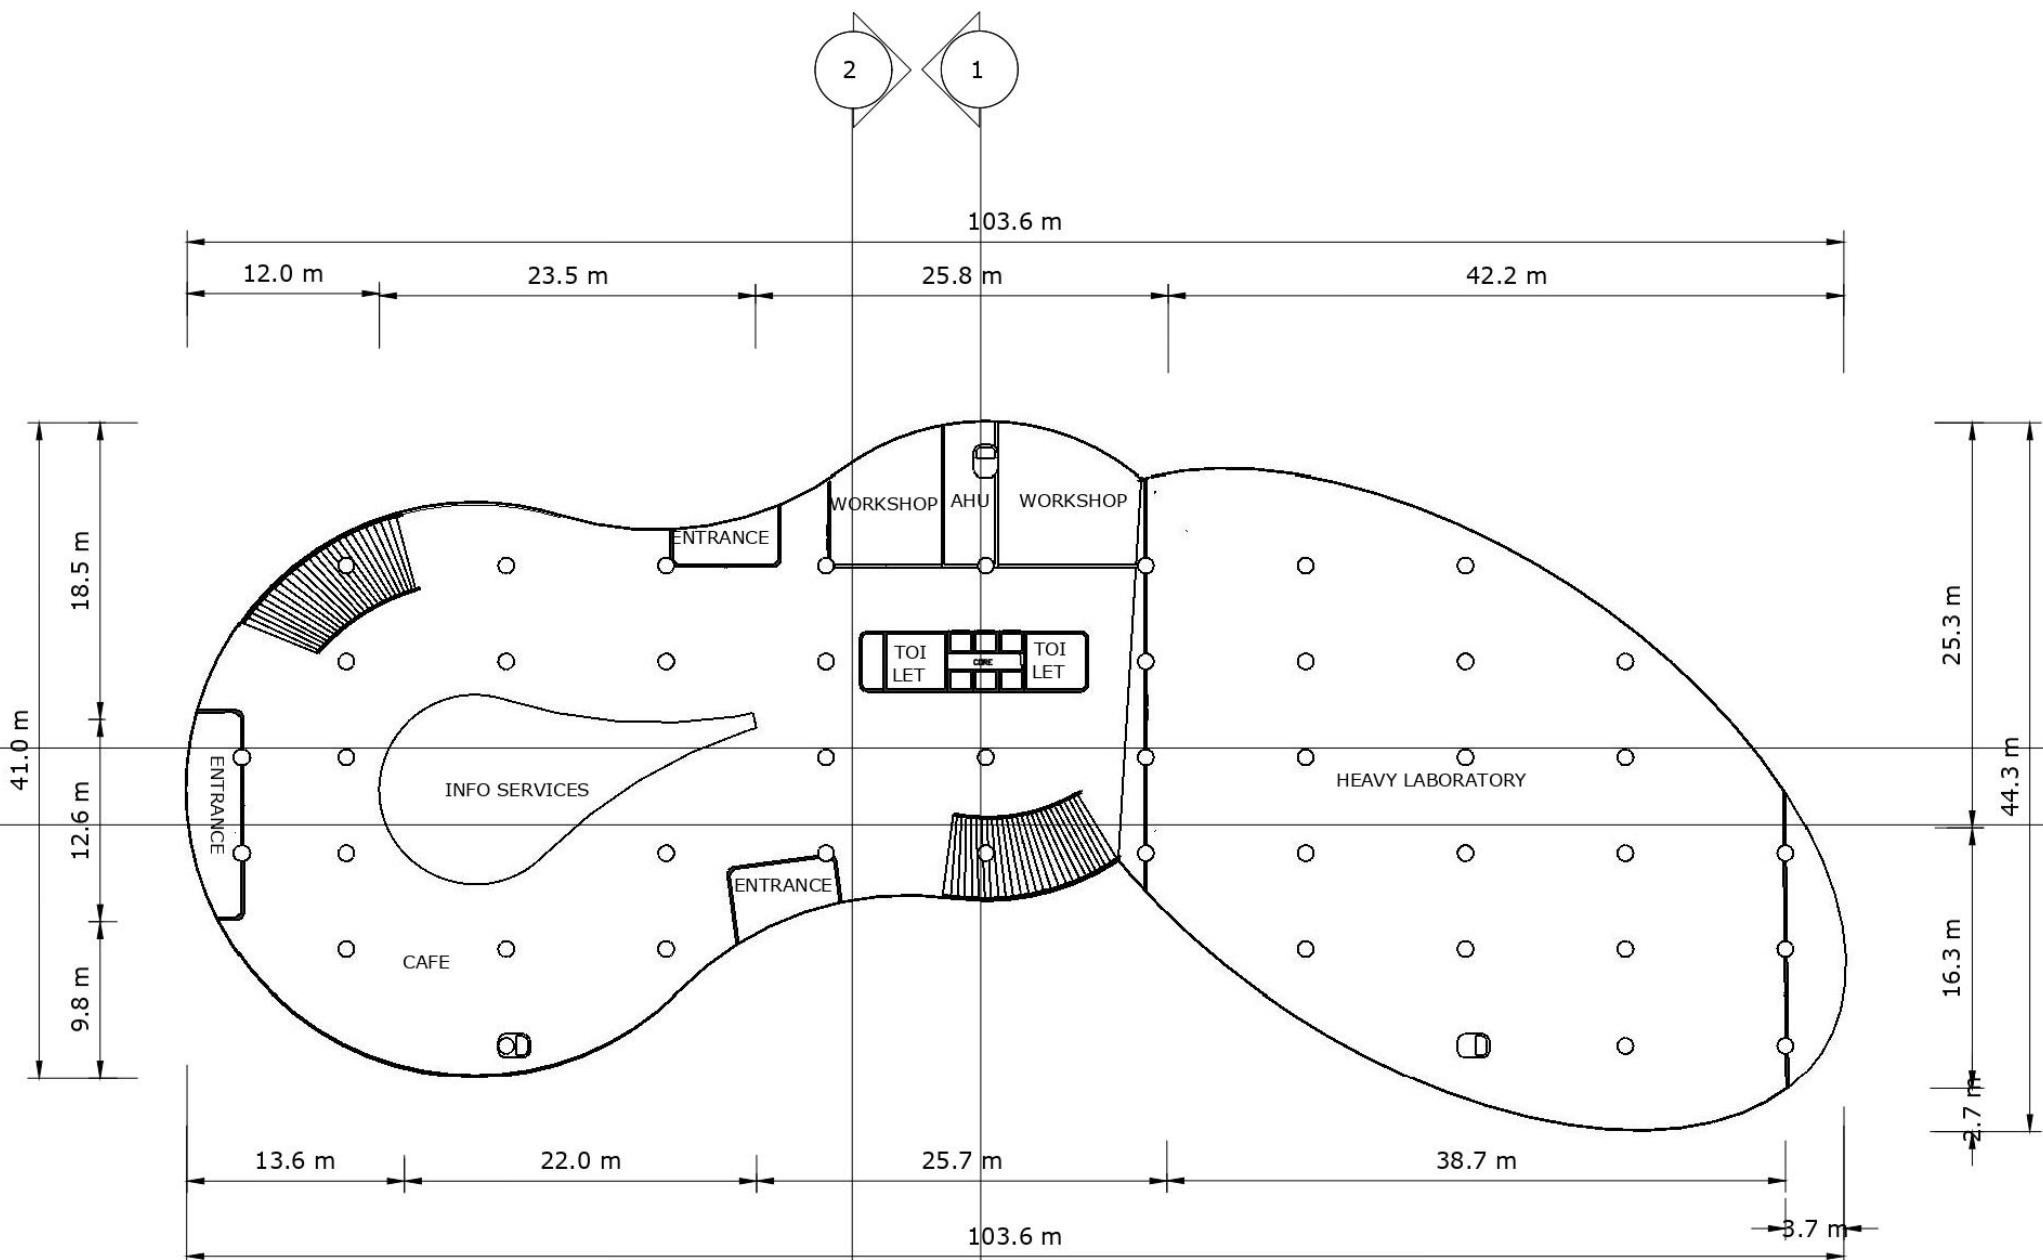 2
1
103.6 m
12.0 m
23.5 m
25.8 m
42.2 m
18.5 m
12.6 m
9.8 m
41.0 m
25.3 m
16.3 m
2.7 m
44.3 m
WORKSHOP
AHU
WORKSHOP
ENTRANCE
TOI
LET
CORE
TOI
LET
ENTRANCE
INFO SERVICES
HEAVY LABORATORY
ENTRANCE
CAFE
13.6 m
22.0 m
25.7 m
38.7 m
3.7 m
103.6 m